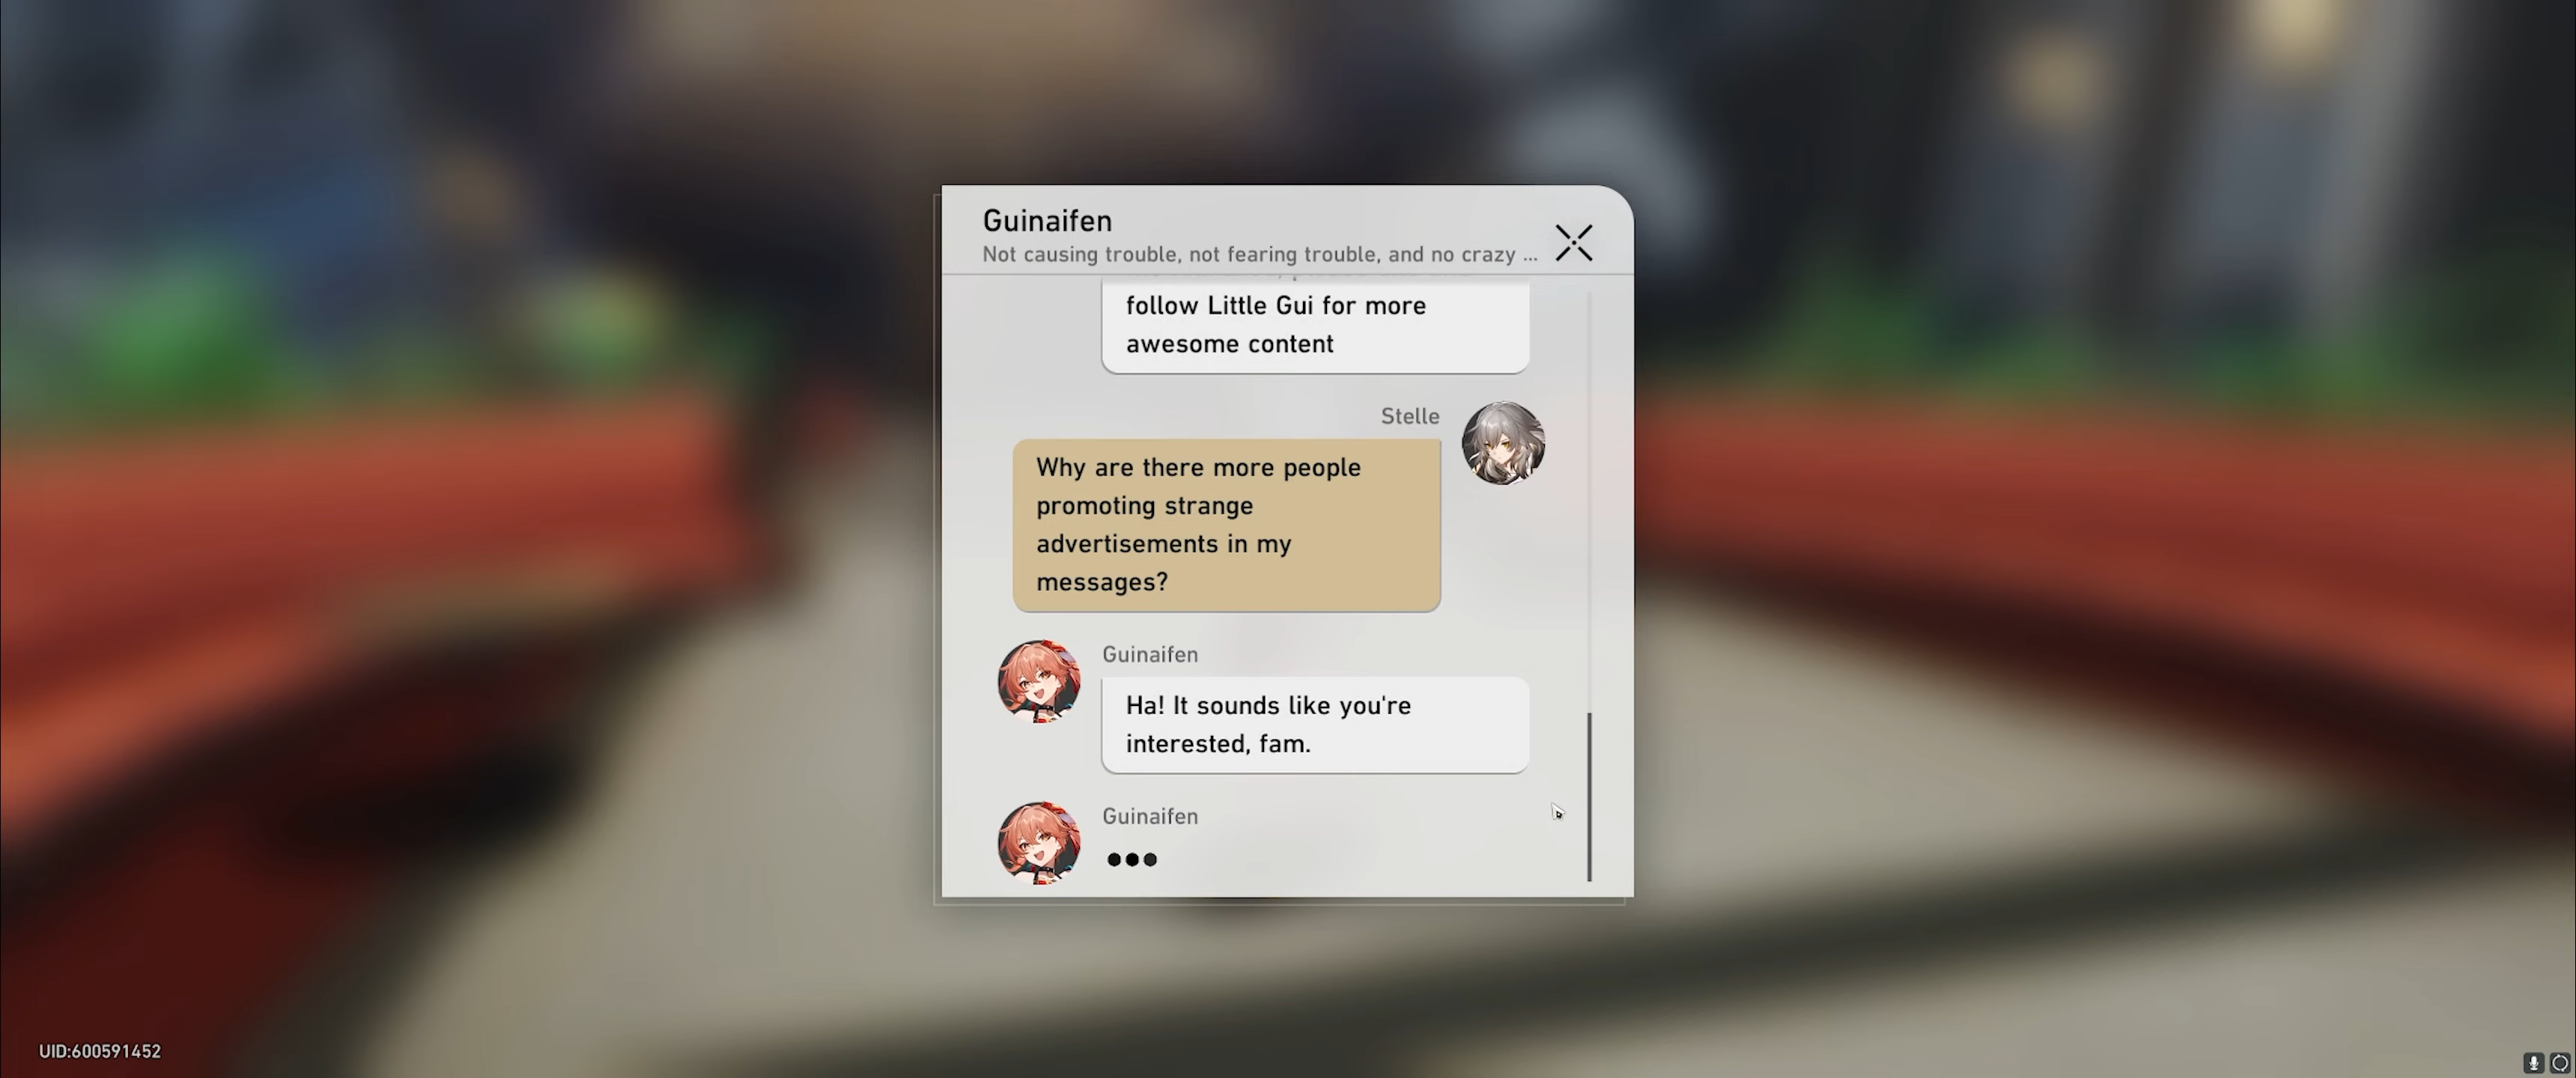 Guinaifen
Not causing trouble, not fearing trouble, and no crazy ...
follow Little Gui for more
awesome content
Stelle
Why are there more people
promoting strange
advertisements in my
messages?
Guinaifen
Ha! It sounds like you're
interested, fam.
Guinaifen
UID:600591452